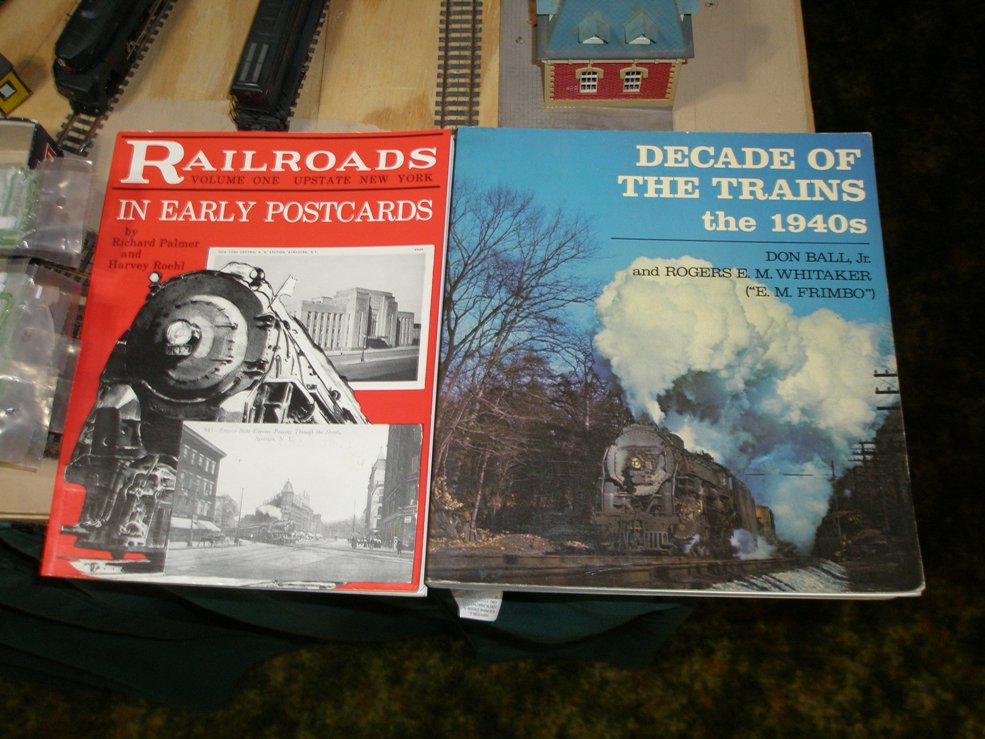 RAILROADS
VOLUME ONE UPSTATE NEW YORK
IN EARLY POSTCARDS
by
Richard Palmer
and
Harvey Roehl
DECADE OF
THE TRAINS
the 1940s
DON BALL, Jr.
and ROGERS E. M. WHITAKER
("E. M. FRIMBO")